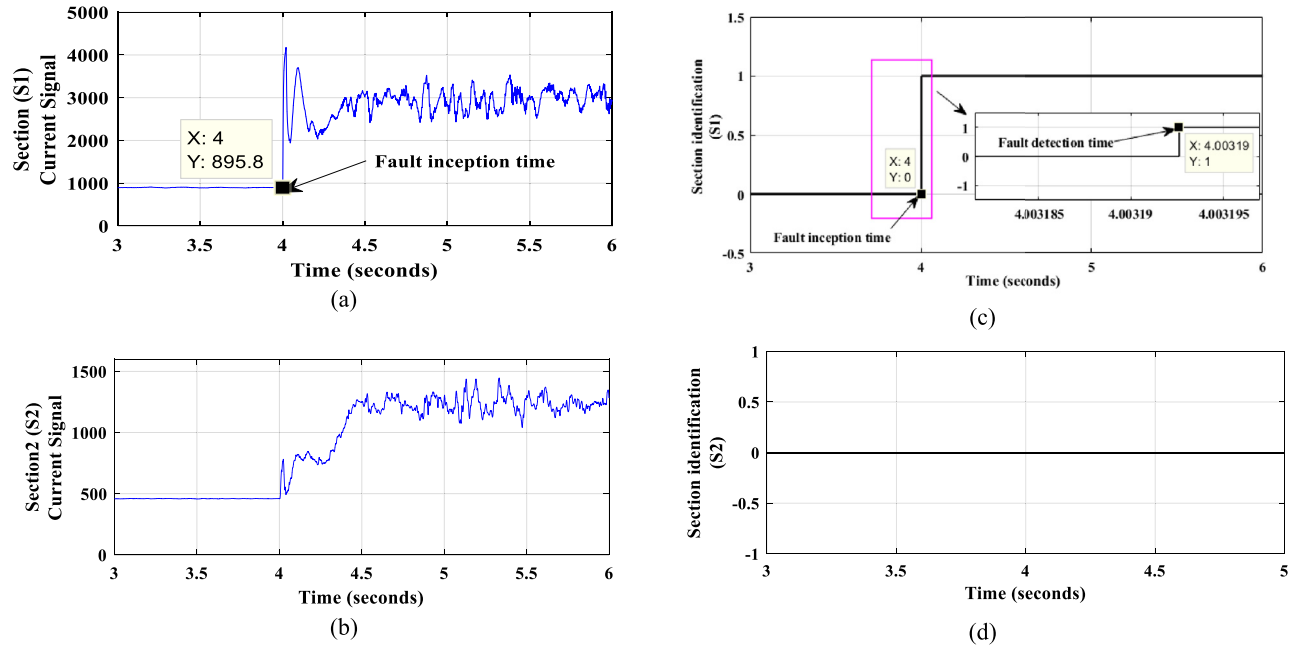 5000
4000
3000
2000
1000
0
Section (S1)
Current Signal
X: 4
Y: 895.8
Fault inception time
3
3.5
4
4.5
5
5.5
6
Time (seconds)
(a)
1.5
1
0.5
0
-0.5
Section identification
(S1)
X: 4
Y: 0
Fault inception time
1
0
-1
Fault detection time
X: 4.00319
Y: 1
4.003185
4.00319
4.003195
3
4
5
6
Time (seconds)
(c)
1500
1000
500
0
Section2 (S2)
Current Signal
3
3.5
4
4.5
5
5.5
6
Time (seconds)
(b)
1
0.5
0
-0.5
-1
Section identification
(S2)
3
3.5
4
4.5
5
Time (seconds)
(d)